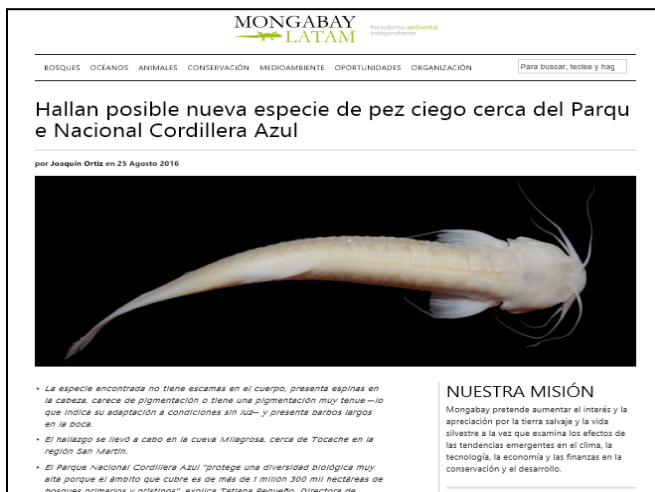 MONGABAY
LATAM
Periodismo ambiental
independiente
BOSQUES OCÉANOS ANIMALES CONSERVACIÓN MEDIOAMBIENTE OPORTUNIDADES ORGANIZACIÓN
Para buscar, teclee y hag
Hallan posible nueva especie de pez ciego cerca del Parqu
e Nacional Cordillera Azul
por Joaquín Ortiz en 25 Agosto 2016
• La especie encontrada no tiene escamas en el cuerpo, presenta espinas en
la cabeza, carece de pigmentación o tiene una pigmentación muy tenue —lo
que indica su adaptación a condiciones sin luz— y presenta barbos largos
en la boca.
• El hallazgo se llevó a cabo en la cueva Milagrosa, cerca de Tocache en la
región San Martín.
• El Parque Nacional Cordillera Azul "protege una diversidad biológica muy
alta porque el ámbito que cubre es de más de 1 millón 300 mil hectáreas de
bosques primarios y prístinos", explica Tatiana Pequeño, Directora de
NUESTRA MISIÓN
Mongabay pretende aumentar el interés y la
apreciación por la tierra salvaje y la vida
silvestre a la vez que examina los efectos de
las tendencias emergentes en el clima, la
tecnología, la economía y las finanzas en la
conservación y el desarrollo.